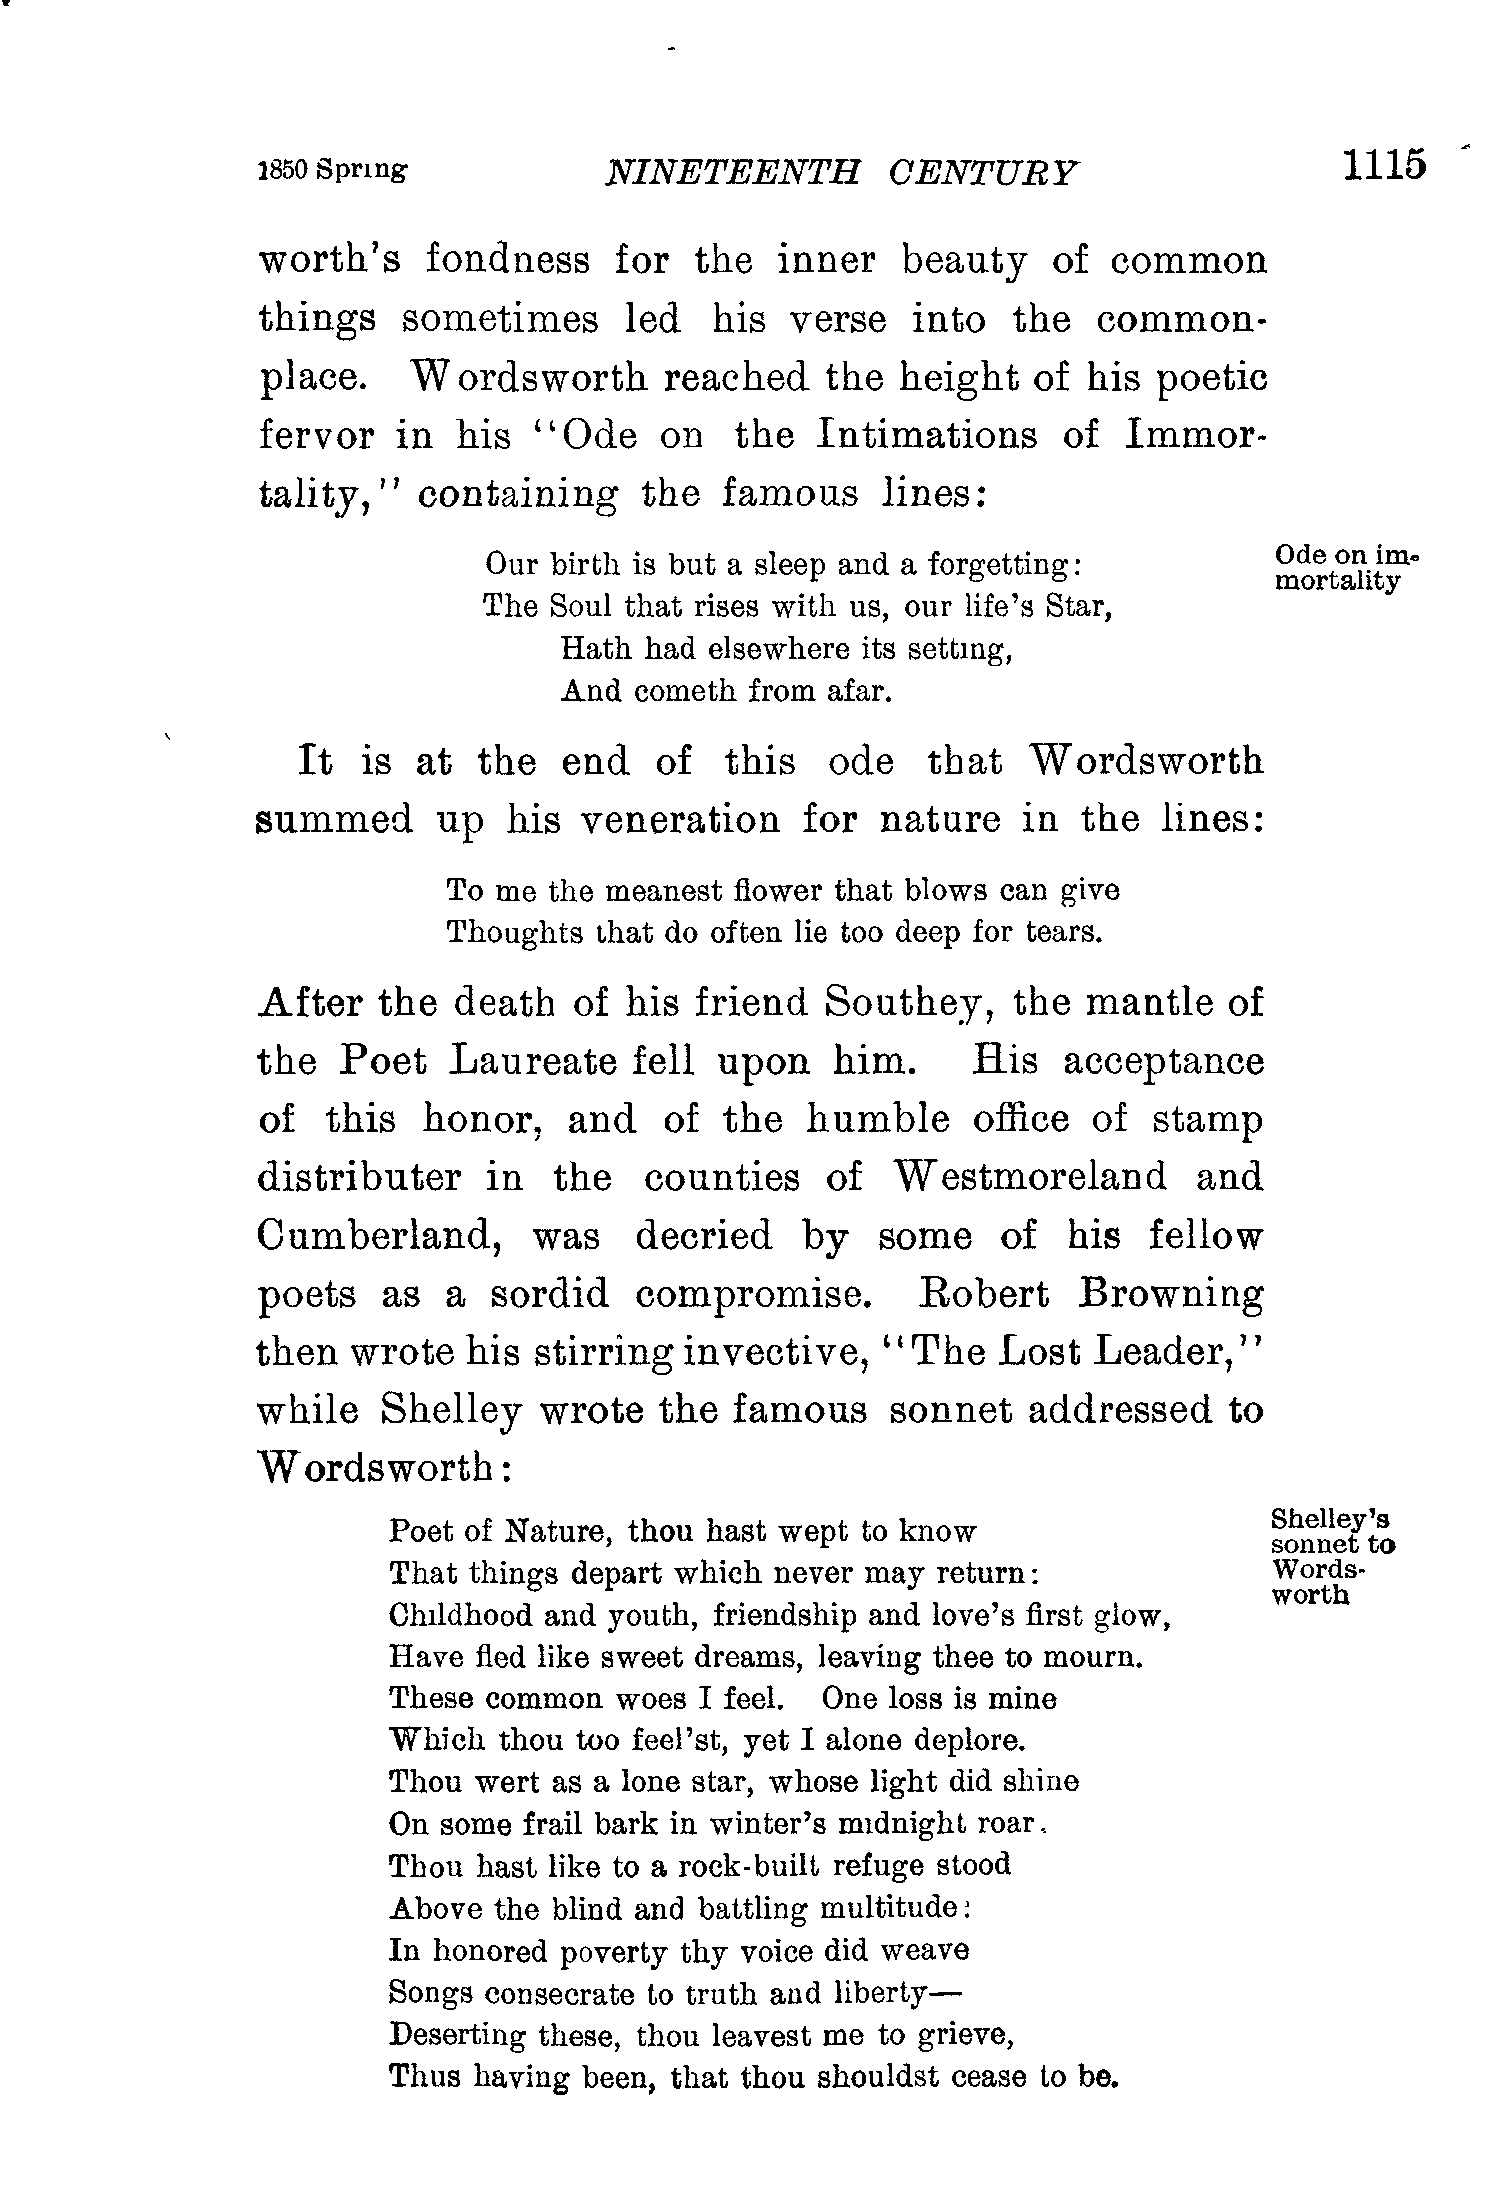 1850 Spring NINETEENTH CENTURY 1115
worth's fondness for the inner beauty of common
things sometimes led his verse into the common-
place. Wordsworth reached the height of his poetic
fervor in his "Ode on the Intimations of Immor-
tality," containing the famous lines:
Our birth is but a sleep and a forgetting:
The Soul that rises with us, our life's Star,
Hath had elsewhere its setting,
And cometh from afar.
Ode on im-
mortality
It is at the end of this ode that Wordsworth
summed up his veneration for nature in the lines:
To me the meanest flower that blows can give
Thoughts that do often lie too deep for tears.
After the death of his friend Southey, the mantle of
the Poet Laureate fell upon him. His acceptance
of this honor, and of the humble office of stamp
distributer in the counties of Westmoreland and
Cumberland, was decried by some of his fellow
poets as a sordid compromise. Robert Browning
then wrote his stirring invective, "The Lost Leader,"
while Shelley wrote the famous sonnet addressed to
Wordsworth:
Poet of Nature, thou hast wept to know
That things depart which never may return:
Childhood and youth, friendship and love's first glow,
Have fled like sweet dreams, leaving thee to mourn.
These common woes I feel. One loss is mine
Which thou too feel'st, yet I alone deplore.
Thou wert as a lone star, whose light did shine
On some frail bark in winter's midnight roar.
Thou hast like to a rock-built refuge stood
Above the blind and battling multitude:
In honored poverty thy voice did weave
Songs consecrate to truth and liberty—
Deserting these, thou leavest me to grieve,
Thus having been, that thou shouldst cease to be.
Shelley's
sonnet to
Words-
worth